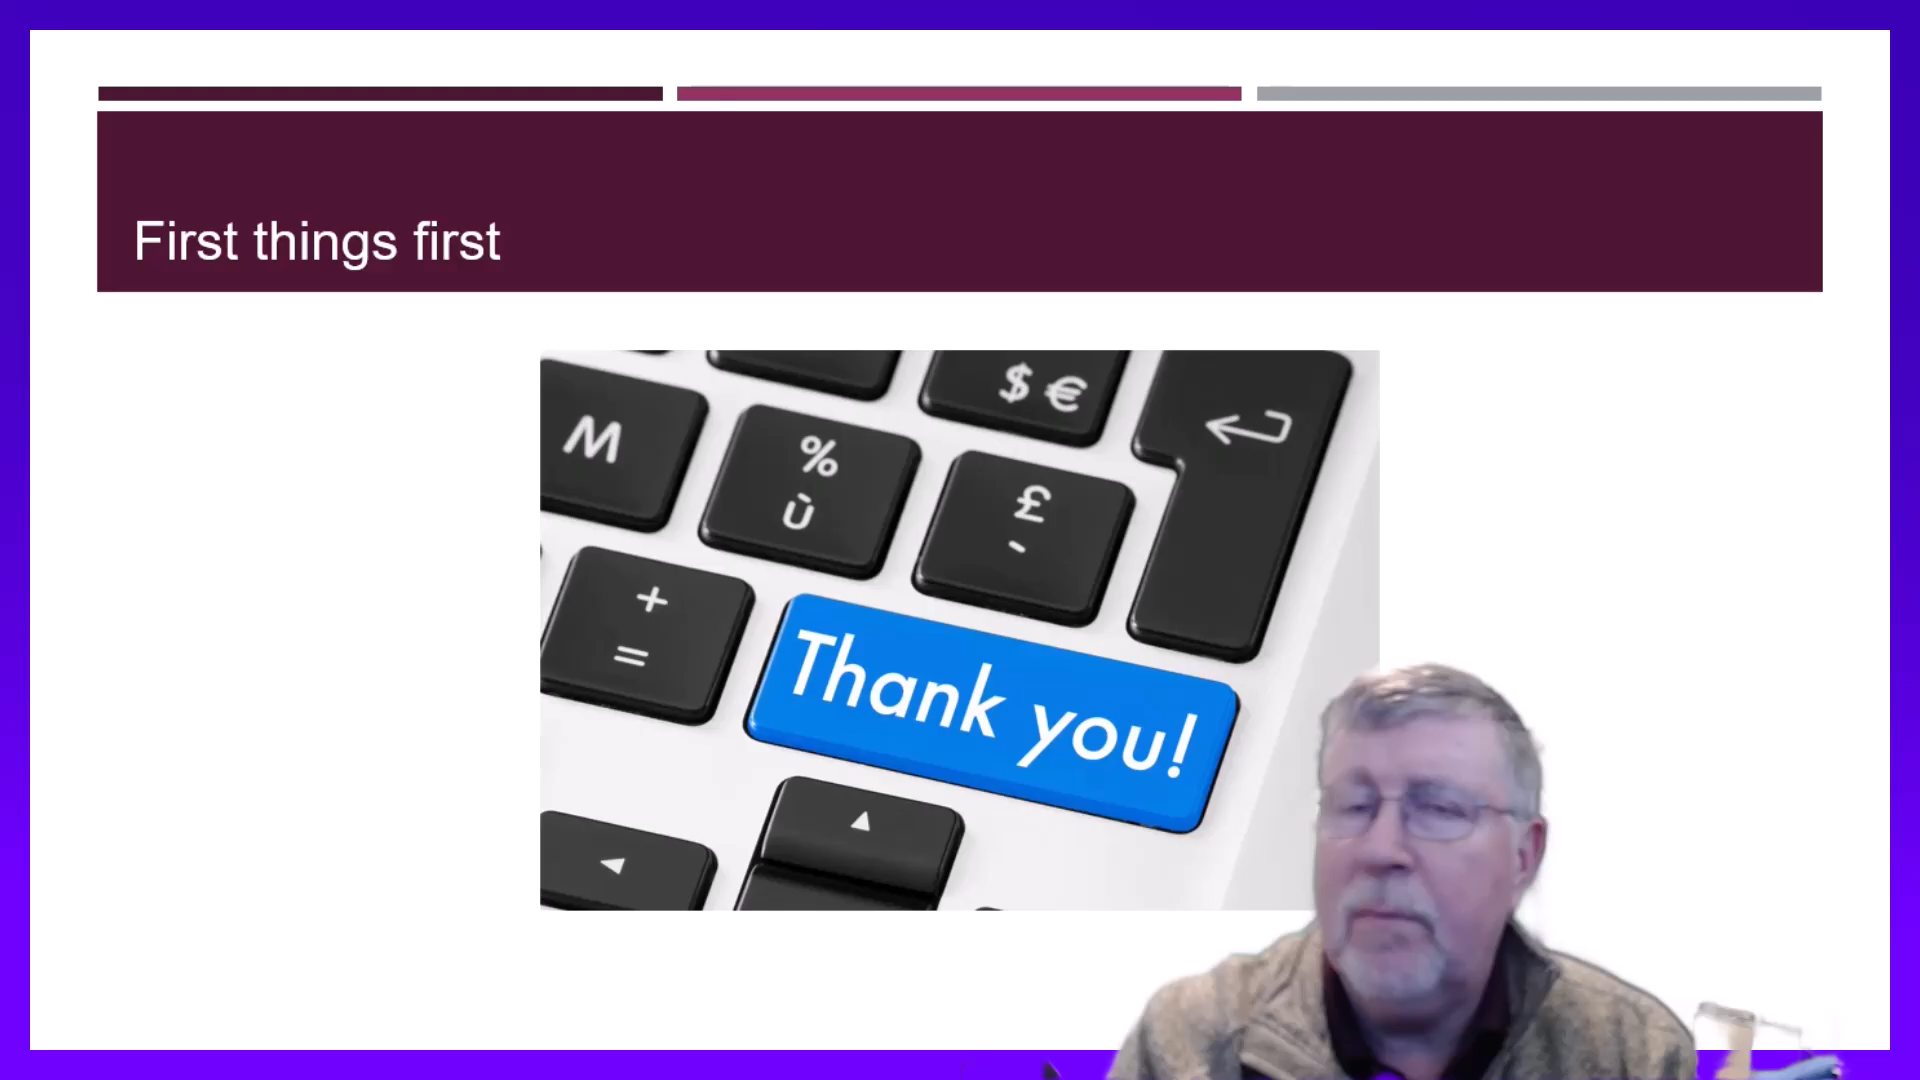 First things first
$ €
M
%
ù
£
`
+
=
Thank you!